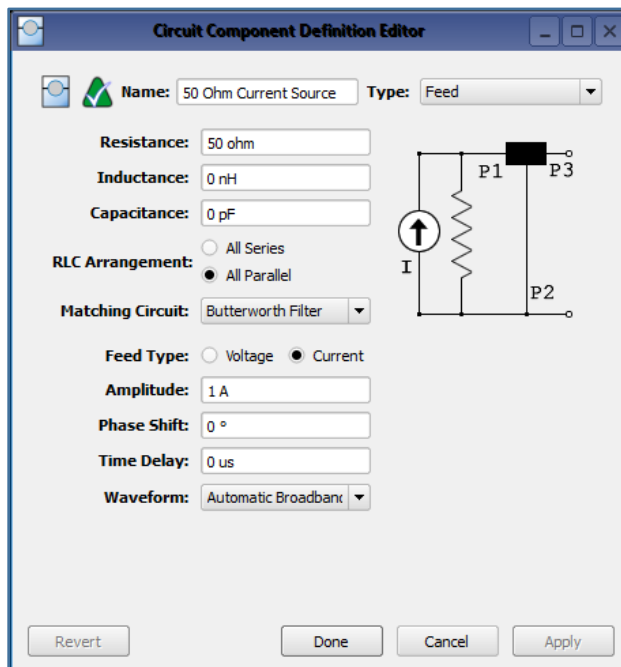 Circuit Component Definition Editor
Name: 50 Ohm Current Source Type: Feed
Resistance: 50 ohm
Inductance: 0 nH
Capacitance: 0 pF
RLC Arrangement:
All Series
All Parallel
Matching Circuit: Butterworth Filter
Feed Type: Voltage Current
Amplitude: 1 A
Phase Shift: 0 °
Time Delay: 0 us
Waveform: Automatic Broadband
P1 P3
I
P2
Revert Done Cancel Apply